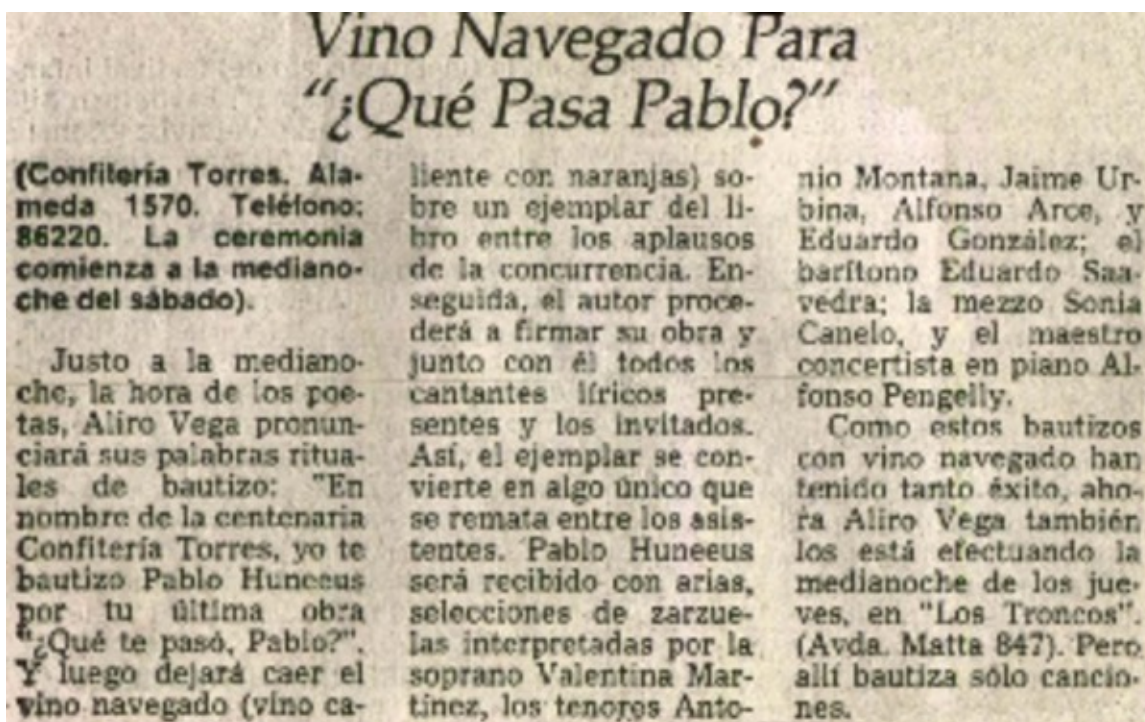 Vino Navegado Para
"¿Qué Pasa Pablo?"
(Confitería Torres. Ala-
meda 1570. Teléfono:
86220. La ceremonia
comienza a la mediano-
che del sábado).
Justo a la mediano-
che, la hora de los poe-
tas, Aliro Vega pronun-
ciará sus palabras ritua-
les de bautizo: "En
nombre de la centenaria
Confitería Torres, yo te
bautizo Pablo Huneeus
por tu última obra
"¿Qué te pasó, Pablo?".
Y luego dejará caer el
vino navegado (vino ca-
liente con naranjas) so-
bre un ejemplar del li-
bro entre los aplausos
de la concurrencia. En-
seguida, el autor proce-
derá a firmar su obra y
junto con él todos los
cantantes líricos pre-
sentes y los invitados.
Así, el ejemplar se con-
vierte en algo único que
se remata entre los asis-
tentes. Pablo Huneeus
será recibido con arias,
selecciones de zarzue-
las interpretadas por la
soprano Valentina Mar-
tínez, los tenores Anto-
nio Montana, Jaime Ur-
bina, Alfonso Arce, y
Eduardo González; el
barítono Eduardo Saa-
vedra; la mezzo Sonia
Canelo, y el maestro
concertista en piano Al-
fonso Pengelly.
Como estos bautizos
con vino navegado han
tenido tanto éxito, aho-
ra Aliro Vega también
los está efectuando la
medianoche de los jue-
ves, en "Los Troncos".
(Avda. Matta 847). Pero
allí bautiza sólo cancio-
nes.